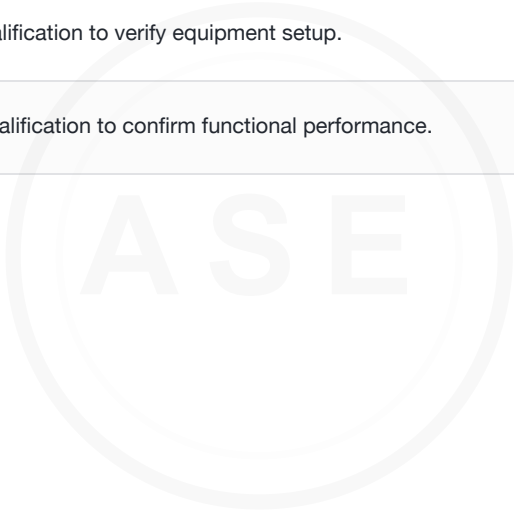 alification to verify equipment setup.
alification to confirm functional performance.
ASE